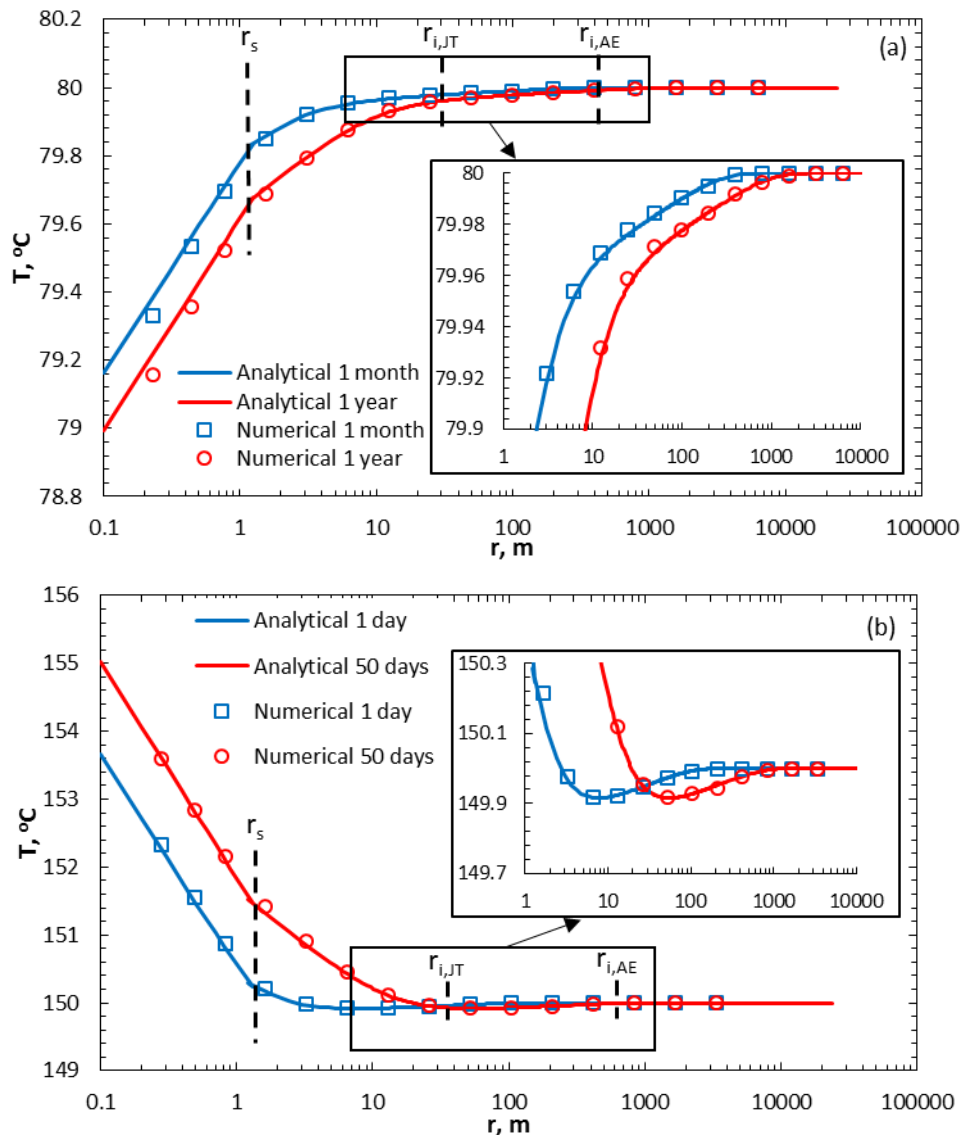 (a)
r_s
r_i,JT
r_i,AE
T, ºC
80.2
80
79.8
79.6
79.4
79.2
79
78.8
Analytical 1 month
Analytical 1 year
Numerical 1 month
Numerical 1 year
80
79.98
79.96
79.94
79.92
79.9
1 10 100 1000 10000
0.1 1 10 100 1000 10000 100000
r, m
(b)
T, ºC
156
155
154
153
152
151
150
149
Analytical 1 day
Analytical 50 days
Numerical 1 day
Numerical 50 days
150.3
150.1
149.9
149.7
1 10 100 1000 10000
r_s
r_i,JT
r_i,AE
0.1 1 10 100 1000 10000 100000
r, m